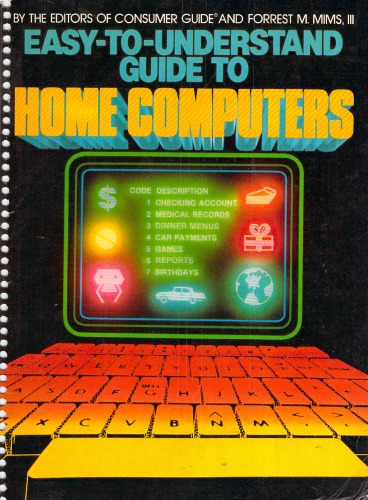 BY THE EDITORS OF CONSUMER GUIDE® AND FORREST M. MIMS, III
EASY-TO-UNDERSTAND
GUIDE TO
HOME COMPUTERS
$
CODE DESCRIPTION
1 CHECKING ACCOUNT
2 MEDICAL RECORDS
3 DINNER MENUS
4 CAR PAYMENTS
5 GAMES
6 REPORTS
7 BIRTHDAYS
Q W E R T Y U I O P
A S D F G H J K L
BELL
X C V B N M